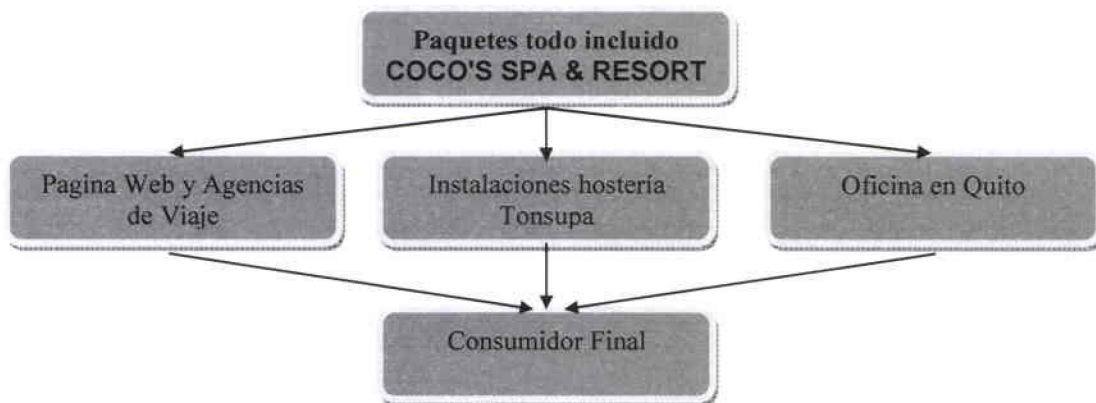 Paquetes todo incluido
COCO'S SPA & RESORT
Pagina Web y Agencias
de Viaje
Instalaciones hostería
Tonsupa
Oficina en Quito
Consumidor Final